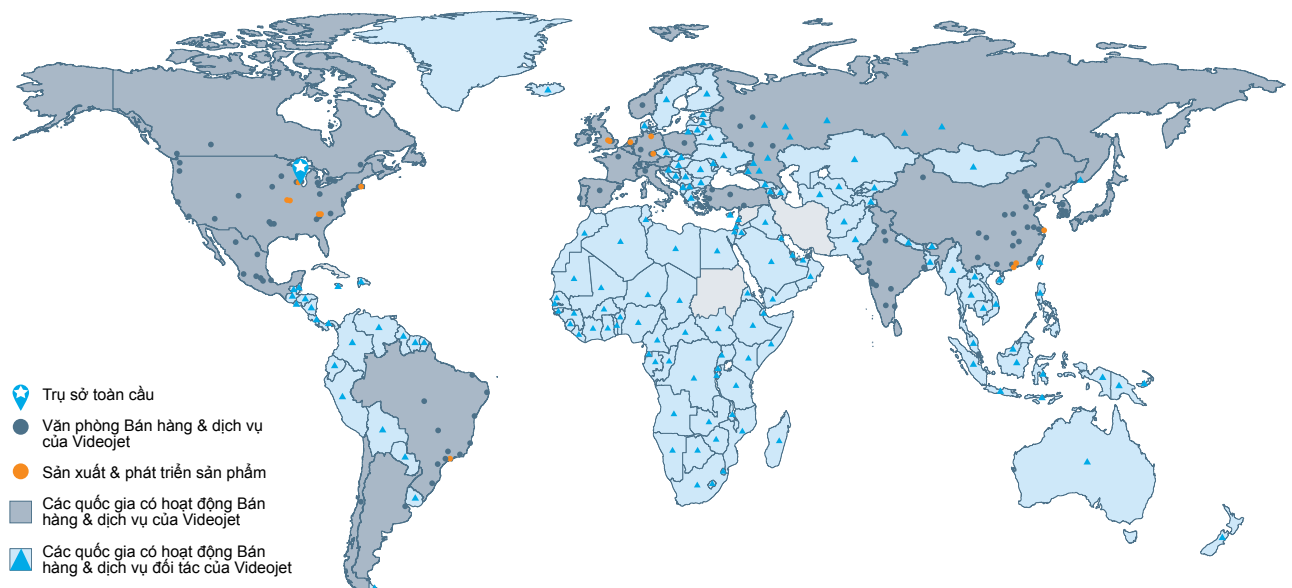 Trụ sở toàn cầu
Văn phòng Bán hàng & dịch vụ
của Videojet
Sản xuất & phát triển sản phẩm
Các quốc gia có hoạt động Bán
hàng & dịch vụ của Videojet
Các quốc gia có hoạt động Bán
hàng & dịch vụ đối tác của Videojet